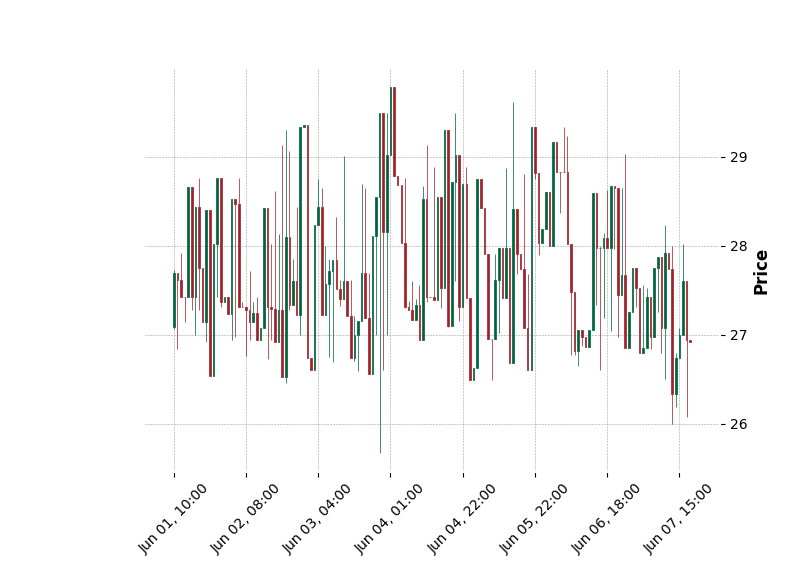 29
28
27
26
Price
Jun 01, 10:00
Jun 02, 08:00
Jun 03, 04:00
Jun 04, 01:00
Jun 04, 22:00
Jun 05, 22:00
Jun 06, 18:00
Jun 07, 15:00